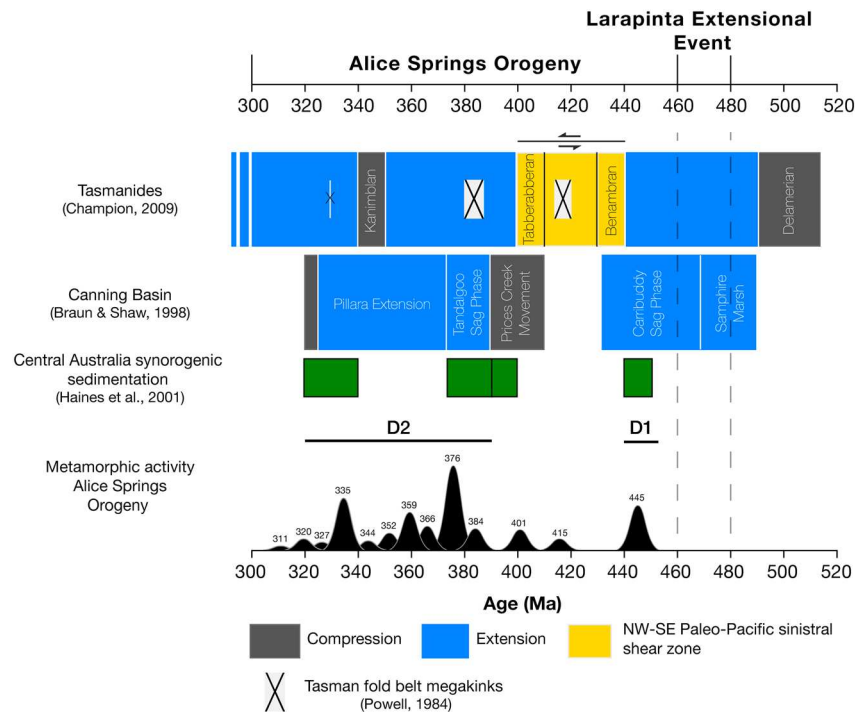 Larapinta Extensional
Event
Alice Springs Orogeny
300 320 340 360 380 400 420 440 460 480 500 520
Tasmanides
(Champion, 2009)
Kanimblan
Tabberabberan
Benambran
Delamerian
Canning Basin
(Braun & Shaw, 1998)
Pillara Extension
Tandalgoo
Sag Phase
Prices Creek
Movement
Carribuddy
Sag Phase
Samphire
Marsh
Central Australia synorogenic
sedimentation
(Haines et al., 2001)
D2
D1
Metamorphic activity
Alice Springs
Orogeny
311 320 327 335 344 352 359 366 376 384 401 415 445
300 320 340 360 380 400 420 440 460 480 500 520
Age (Ma)
Compression
Extension
NW-SE Paleo-Pacific sinistral
shear zone
Tasman fold belt megakinks
(Powell, 1984)